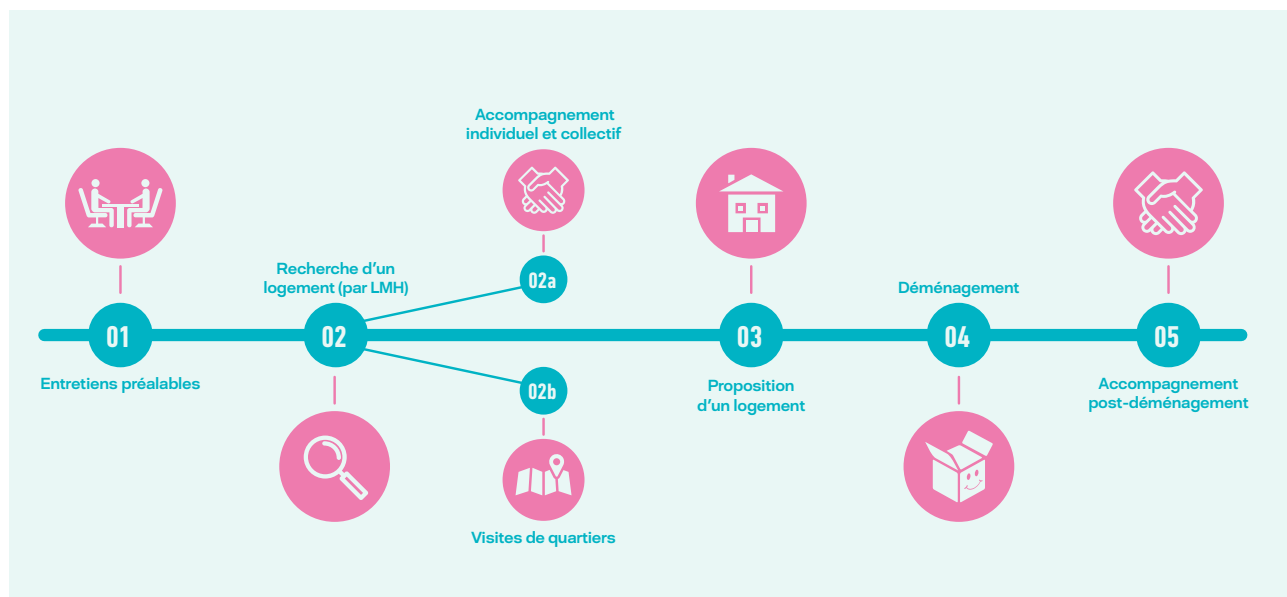 01
Entretiens préalables
Recherche d’un
logement (par LMH)
02
Accompagnement
individuel et collectif
02a
02b
Visites de quartiers
03
Proposition
d’un logement
Déménagement
04
05
Accompagnement
post-déménagement